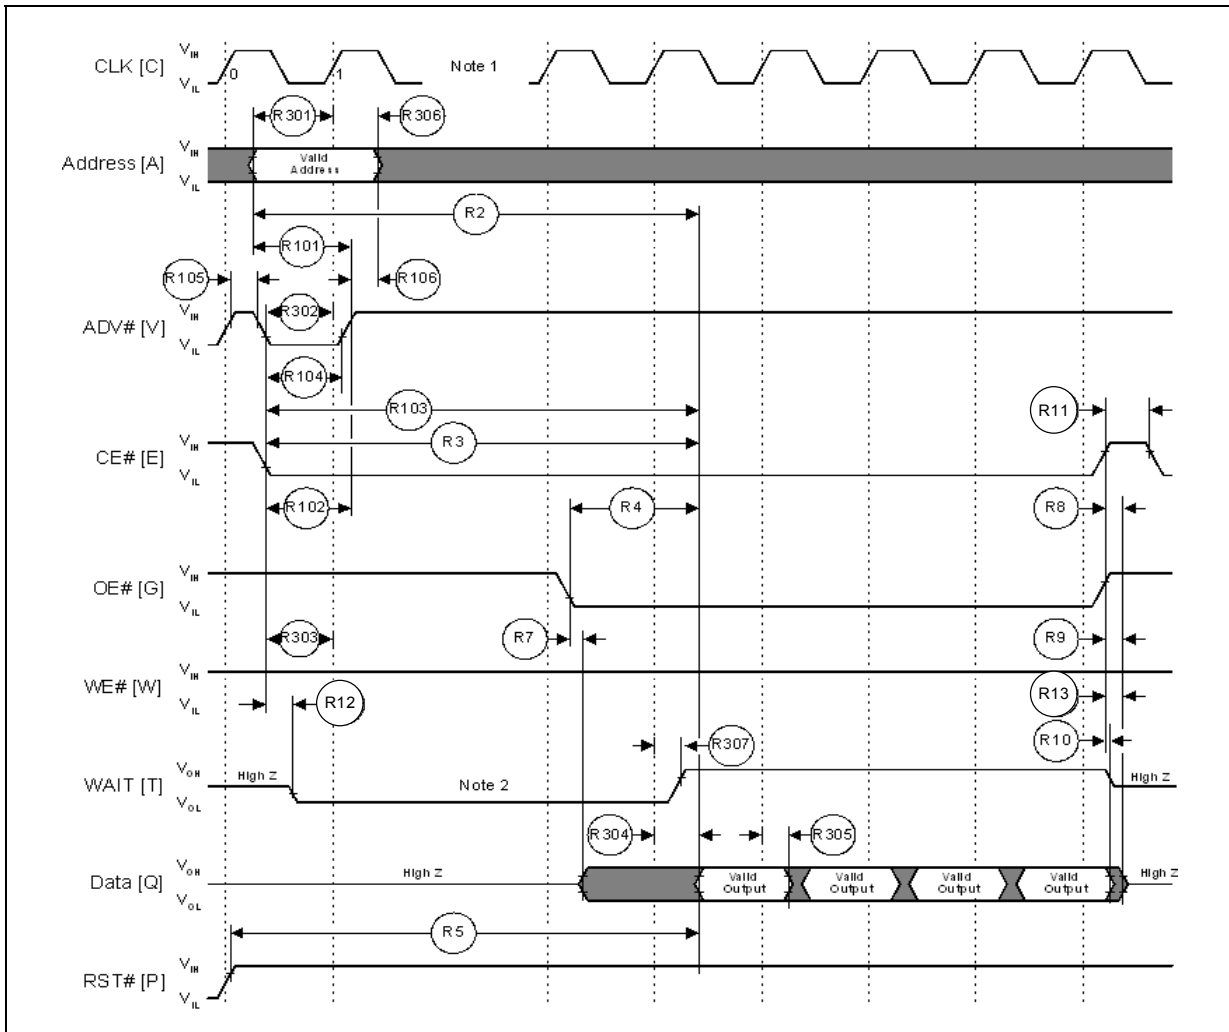 CLK [C]
V_IH
V_IL
0
1
Note 1
R301
R306
Address [A]
V_IH
V_IL
Valid
Address
R2
R101
R105
R106
ADV# [V]
V_IH
V_IL
R302
R104
R103
R11
CE# [E]
V_IH
V_IL
R3
R102
R4
R8
OE# [G]
V_IH
V_IL
R303
R7
R9
WE# [W]
V_IH
V_IL
R12
R13
R307
R10
WAIT [T]
V_OH
V_OL
High Z
Note 2
High Z
R304
R305
Data [Q]
V_OH
V_OL
High Z
Valid
Output
Valid
Output
Valid
Output
Valid
Output
High Z
R5
RST# [P]
V_IH
V_IL